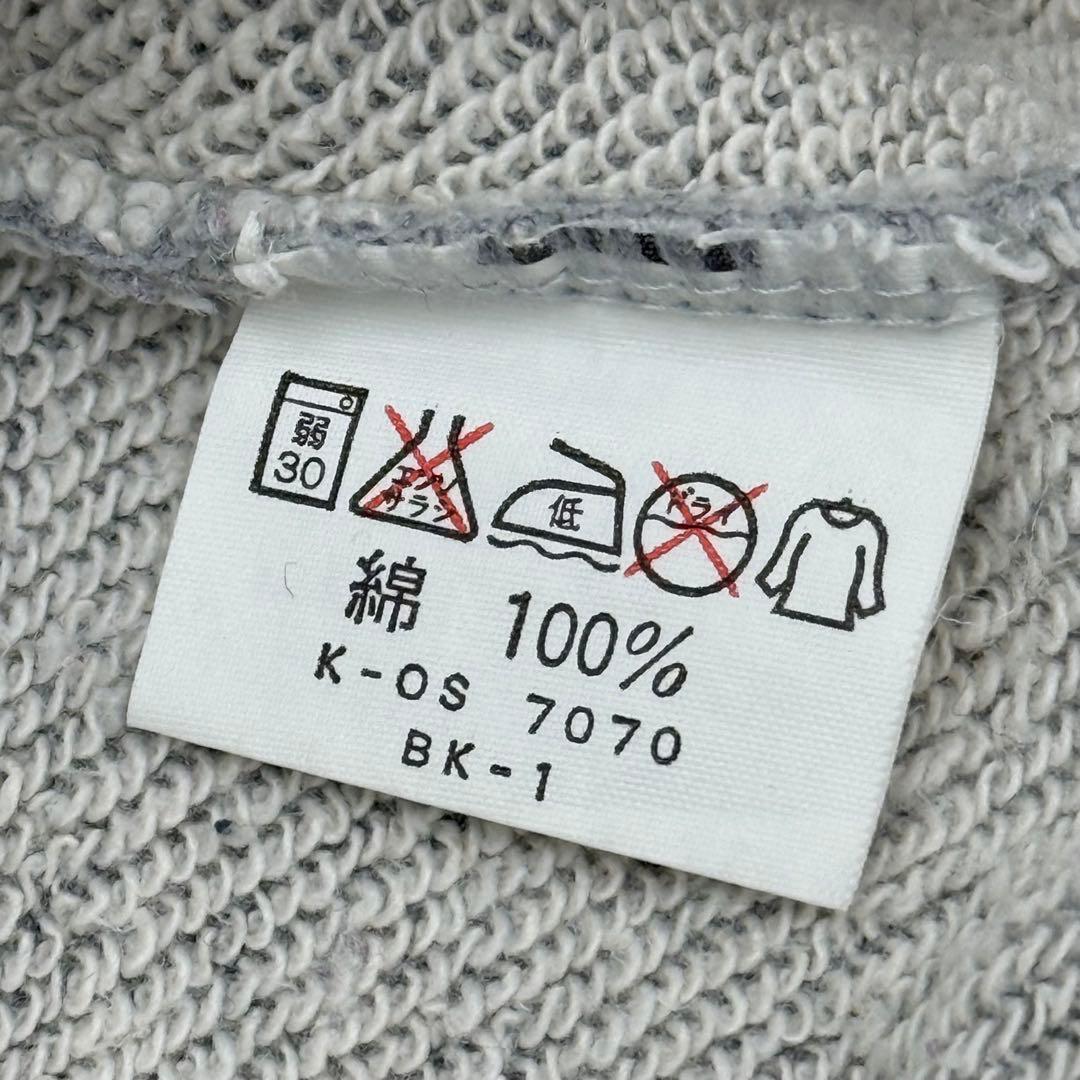 弱
30
エンソ
サラシ
低
ドライ
綿 100%
K-OS 7070
BK-1